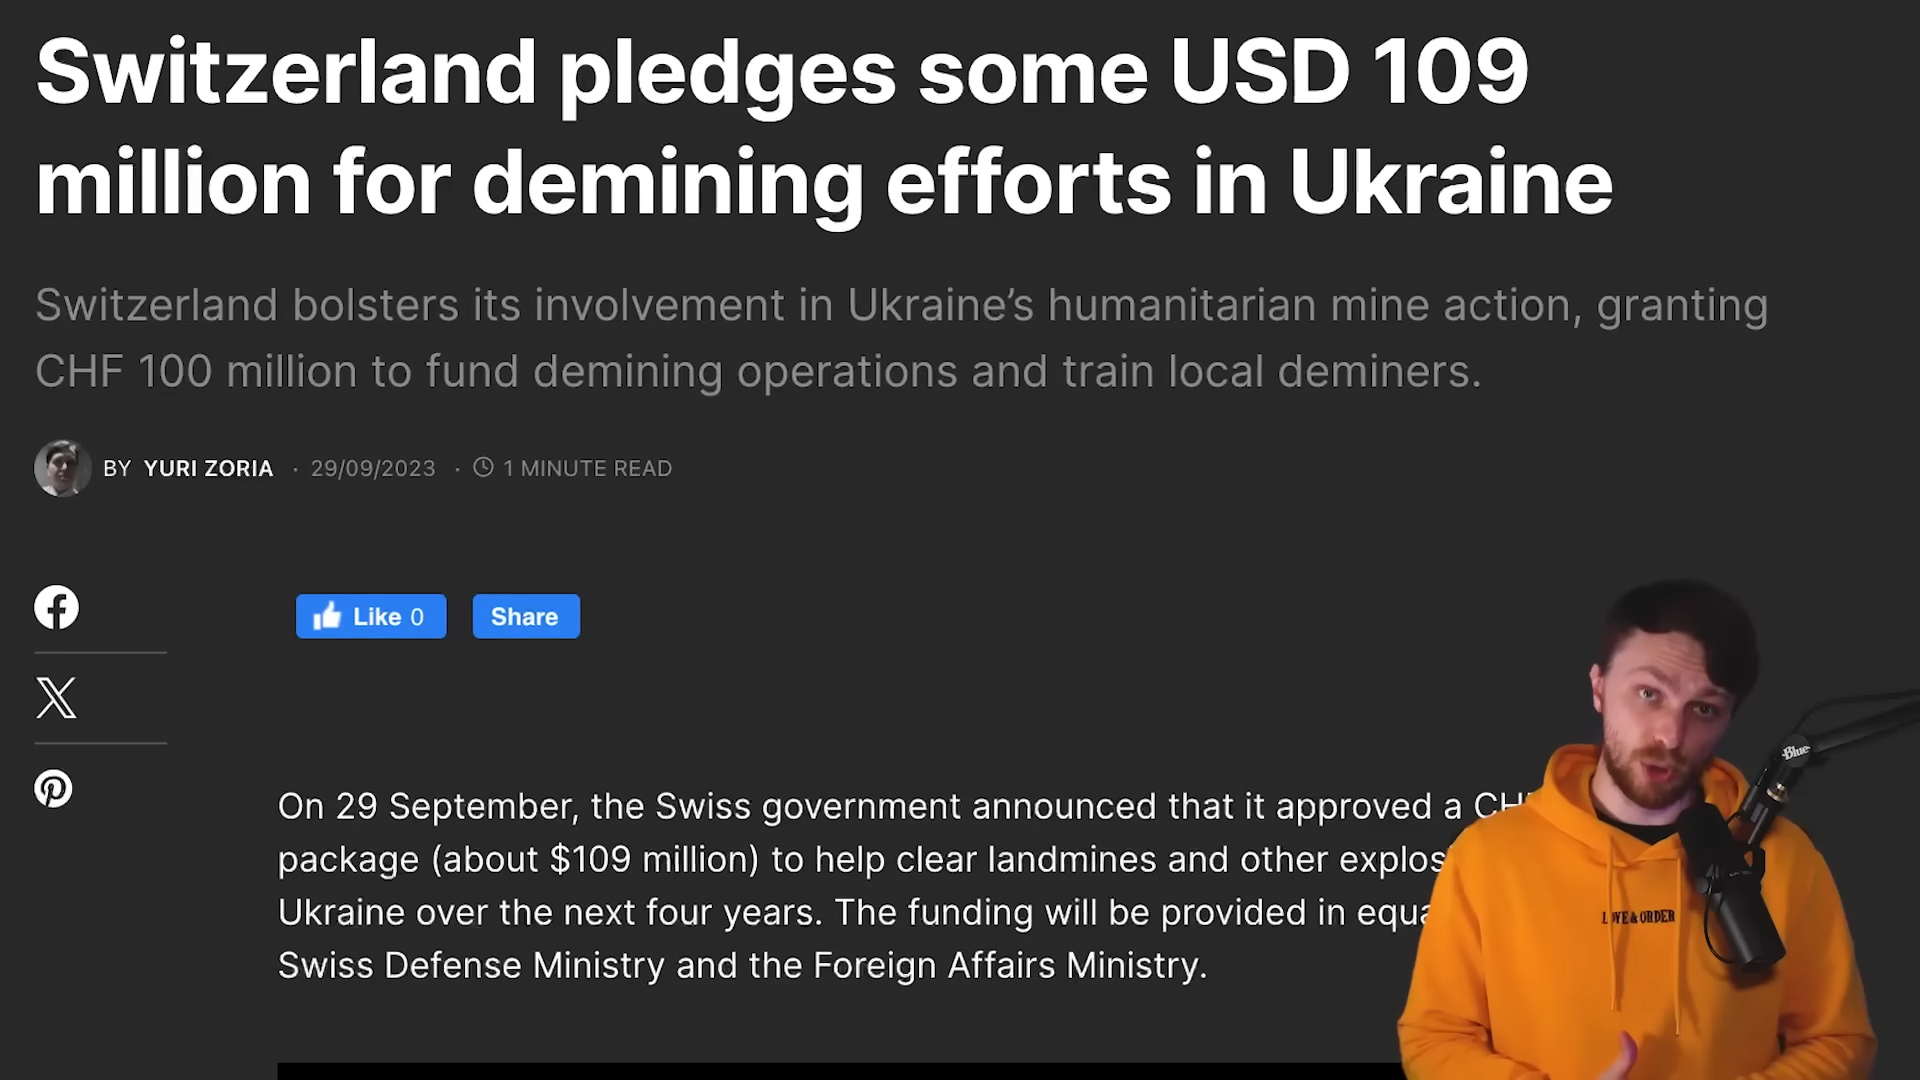 Switzerland pledges some USD 109
million for demining efforts in Ukraine
Switzerland bolsters its involvement in Ukraine’s humanitarian mine action, granting
CHF 100 million to fund demining operations and train local deminers.
BY YURI ZORIA · 29/09/2023 · 1 MINUTE READ
Like 0
Share
On 29 September, the Swiss government announced that it approved a
package (about $109 million) to help clear landmines and other
Ukraine over the next four years. The funding will be provided in
Swiss Defense Ministry and the Foreign Affairs Ministry.
Blue
LOVE & ORDER